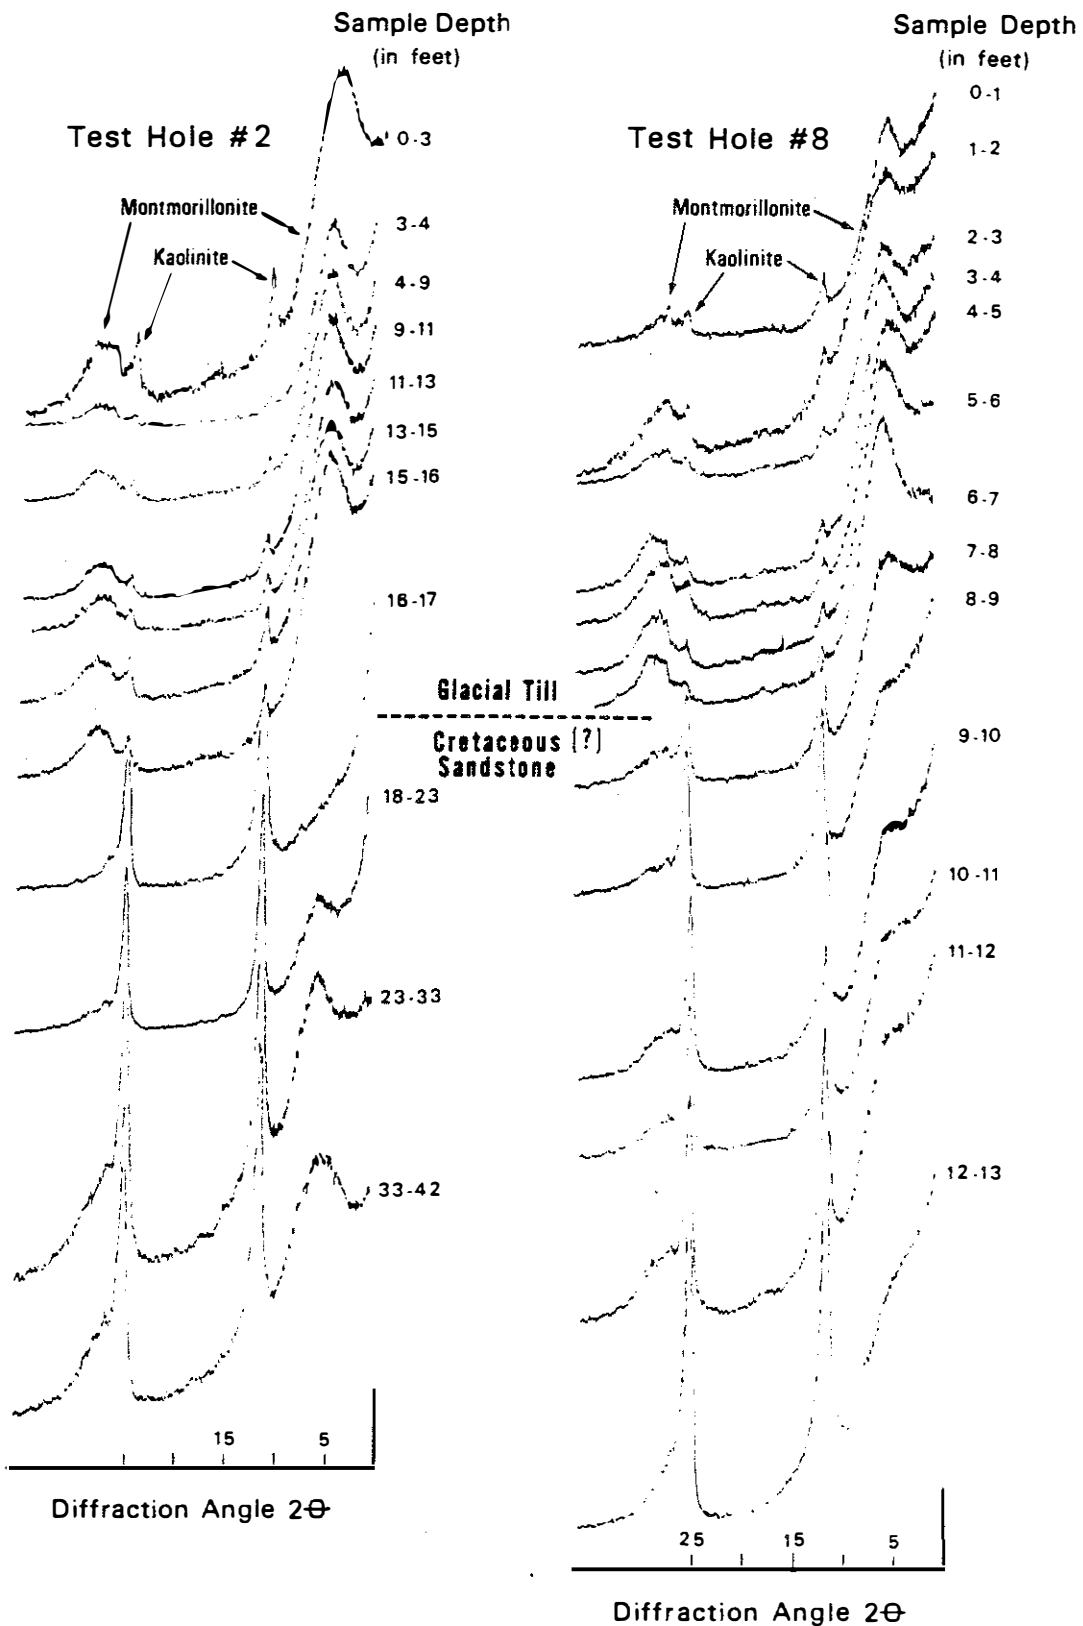 Sample Depth
(in feet)
Test Hole #2
0-3
Montmorillonite
3-4
Kaolinite
4-9
9-11
11-13
13-15
15-16
16-17
18-23
23-33
33-42
15
5
Diffraction Angle 2Θ
Glacial Till
Cretaceous (?)
Sandstone
Sample Depth
(in feet)
0-1
Test Hole #8
1-2
Montmorillonite
2-3
Kaolinite
3-4
4-5
5-6
6-7
7-8
8-9
9-10
10-11
11-12
12-13
25
15
5
Diffraction Angle 2Θ